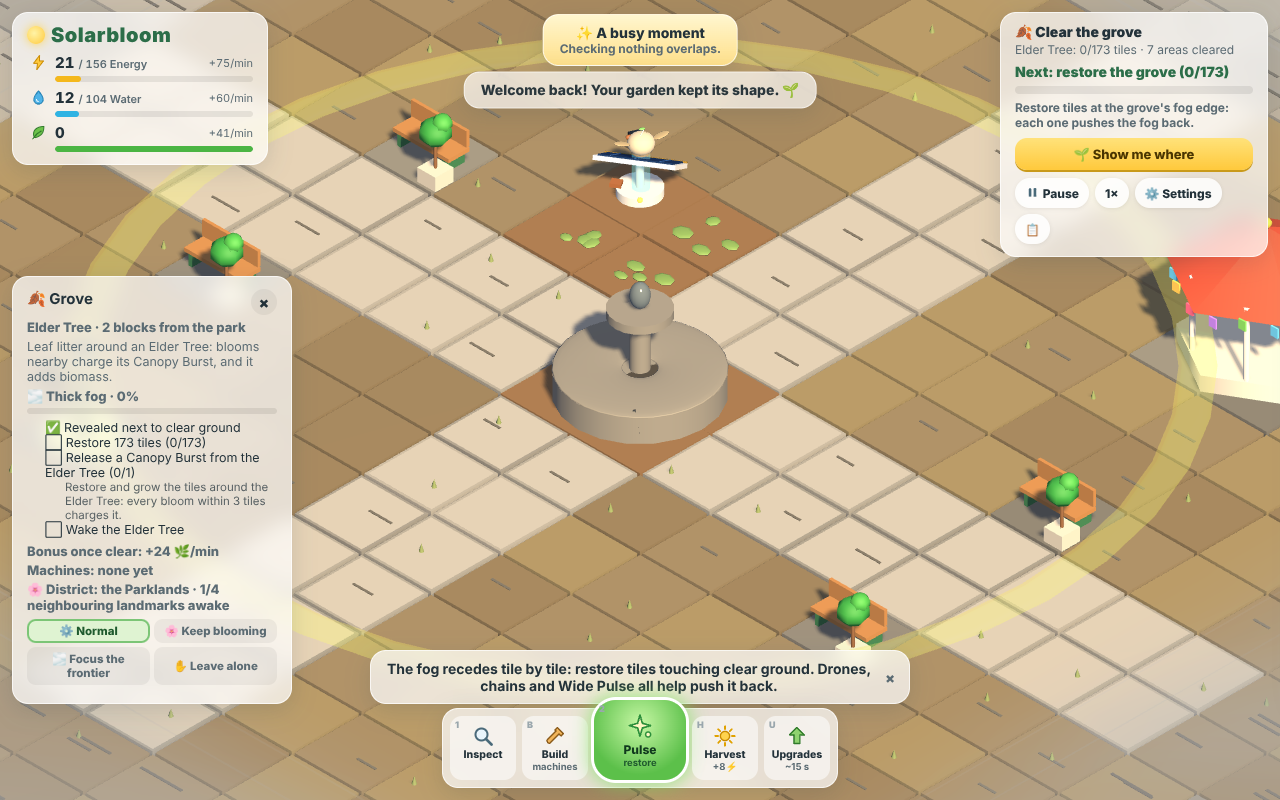 Solarbloom
21 / 156 Energy +75/min
12 / 104 Water +60/min
0 +41/min
✨ A busy moment
Checking nothing overlaps.
Welcome back! Your garden kept its shape. 🌱
🍂 Clear the grove
Elder Tree: 0/173 tiles · 7 areas cleared
Next: restore the grove (0/173)
Restore tiles at the grove's fog edge:
each one pushes the fog back.
🌱 Show me where
⏸ Pause
1×
⚙️ Settings
📋
🍂 Grove
×
Elder Tree · 2 blocks from the park
Leaf litter around an Elder Tree: blooms
nearby charge its Canopy Burst, and it
adds biomass.
🌫️ Thick fog · 0%
✅ Revealed next to clear ground
⬜ Restore 173 tiles (0/173)
⬜ Release a Canopy Burst from the
Elder Tree (0/1)
Restore and grow the tiles around the
Elder Tree: every bloom within 3 tiles
charges it.
⬜ Wake the Elder Tree
Bonus once clear: +24 🌿/min
Machines: none yet
🌸 District: the Parklands · 1/4
neighbouring landmarks awake
⚙️ Normal
🌸 Keep blooming
🌫️ Focus the
frontier
✋ Leave alone
The fog recedes tile by tile: restore tiles touching clear ground. Drones,
chains and Wide Pulse all help push it back.
×
1
Inspect
B
Build
machines
Pulse
restore
H
Harvest
+8⚡
U
Upgrades
~15 s